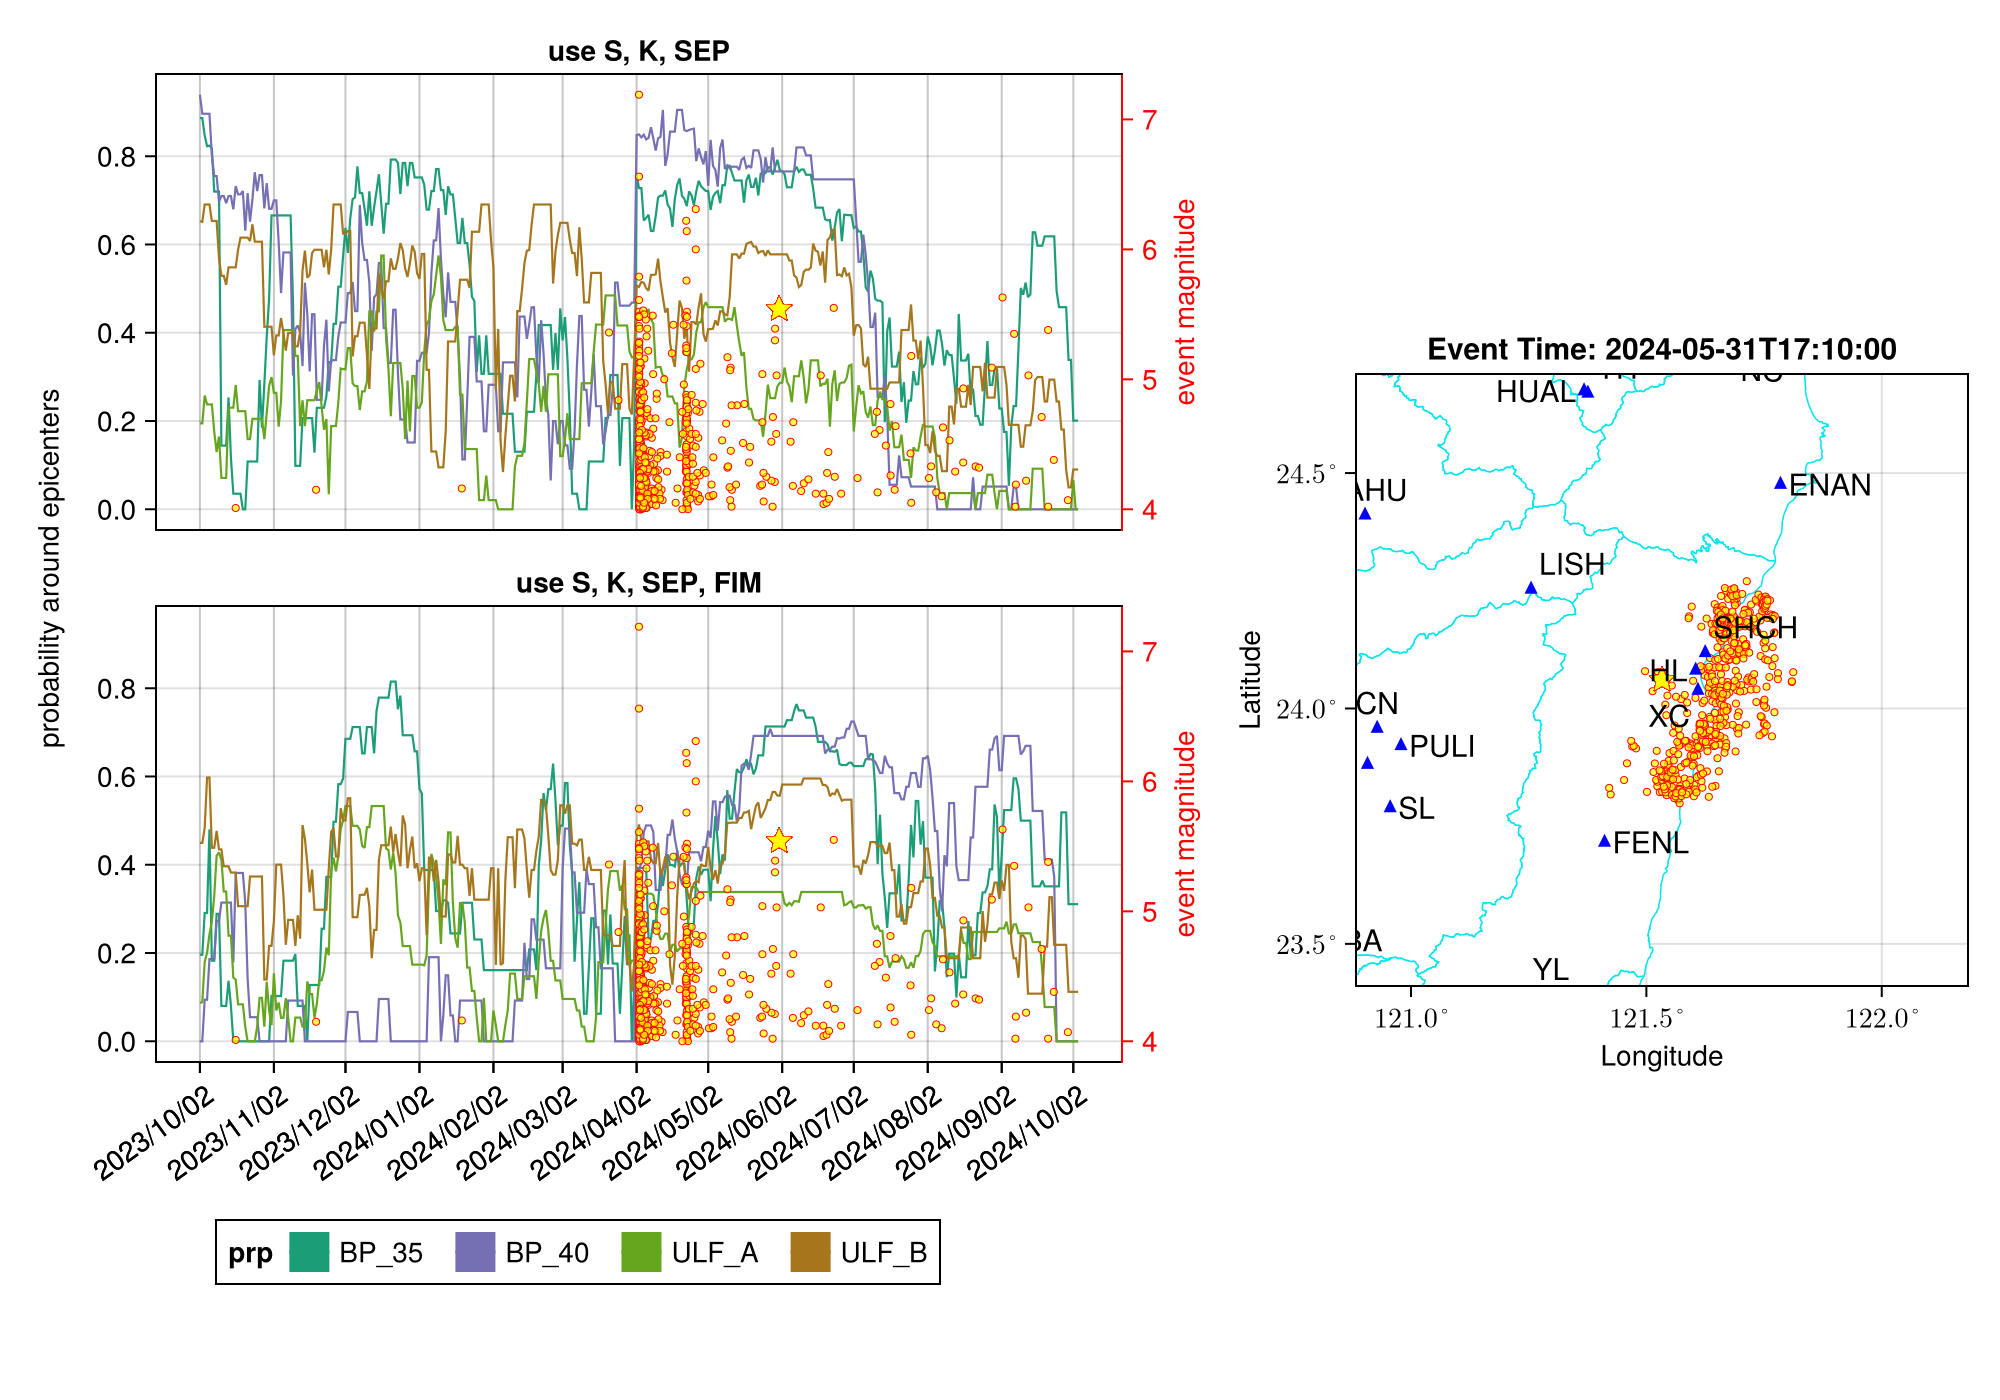 use S, K, SEP
0.8
0.6
0.4
0.2
0.0
7
6
5
4
event magnitude
probability around epicenters
use S, K, SEP, FIM
0.8
0.6
0.4
0.2
0.0
7
6
5
4
event magnitude
2023/10/02
2023/11/02
2023/12/02
2024/01/02
2024/02/02
2024/03/02
2024/04/02
2024/05/02
2024/06/02
2024/07/02
2024/08/02
2024/09/02
2024/10/02
prp BP_35 BP_40 ULF_A ULF_B
Event Time: 2024-05-31T17:10:00
HUAL
24.5°
ENAN
AHU
LISH
SHCH
HL
24.0°
CN
XC
PULI
SL
FENL
23.5°
YL
121.0° 121.5° 122.0°
Latitude
Longitude